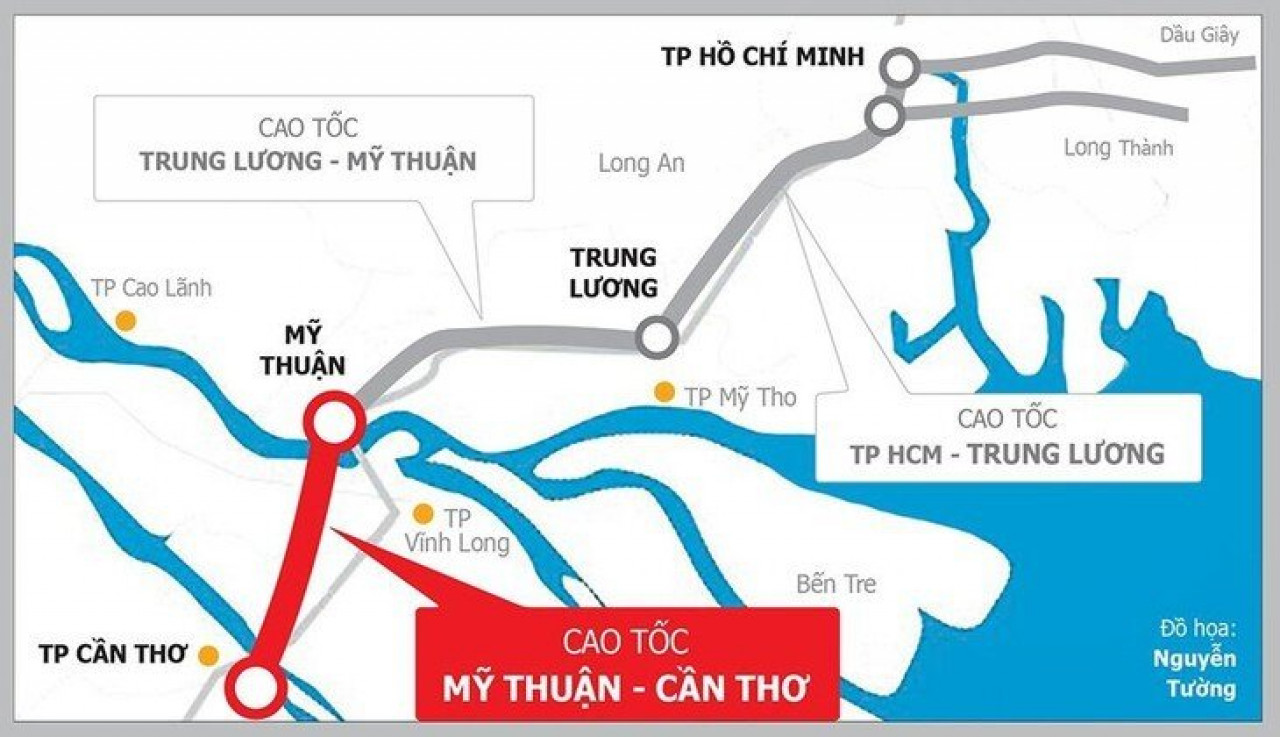 Dầu Giây
TP HỒ CHÍ MINH
CAO TỐC
TRUNG LƯƠNG - MỸ THUẬN
Long An
Long Thành
TRUNG
LƯƠNG
TP Cao Lãnh
MỸ
THUẬN
TP Mỹ Tho
CAO TỐC
TP HCM - TRUNG LƯƠNG
TP
Vĩnh Long
Bến Tre
TP CẦN THƠ
CAO TỐC
MỸ THUẬN - CẦN THƠ
Đồ họa:
Nguyễn
Tường